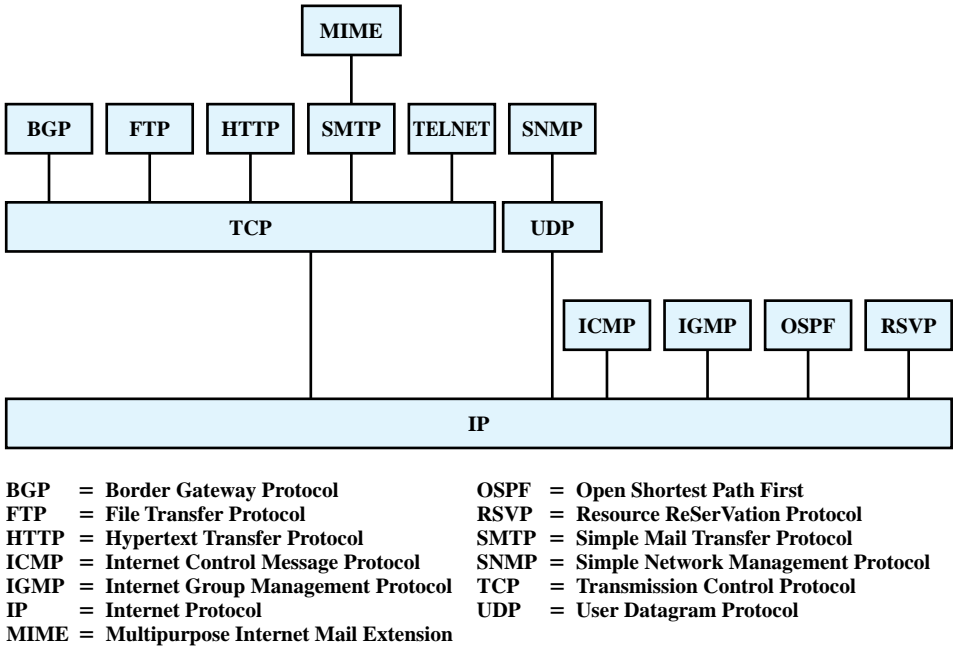 MIME
BGP FTP HTTP SMTP TELNET SNMP
TCP UDP
ICMP IGMP OSPF RSVP
IP
BGP = Border Gateway Protocol
FTP = File Transfer Protocol
HTTP = Hypertext Transfer Protocol
ICMP = Internet Control Message Protocol
IGMP = Internet Group Management Protocol
IP = Internet Protocol
MIME = Multipurpose Internet Mail Extension
OSPF = Open Shortest Path First
RSVP = Resource ReSerVation Protocol
SMTP = Simple Mail Transfer Protocol
SNMP = Simple Network Management Protocol
TCP = Transmission Control Protocol
UDP = User Datagram Protocol